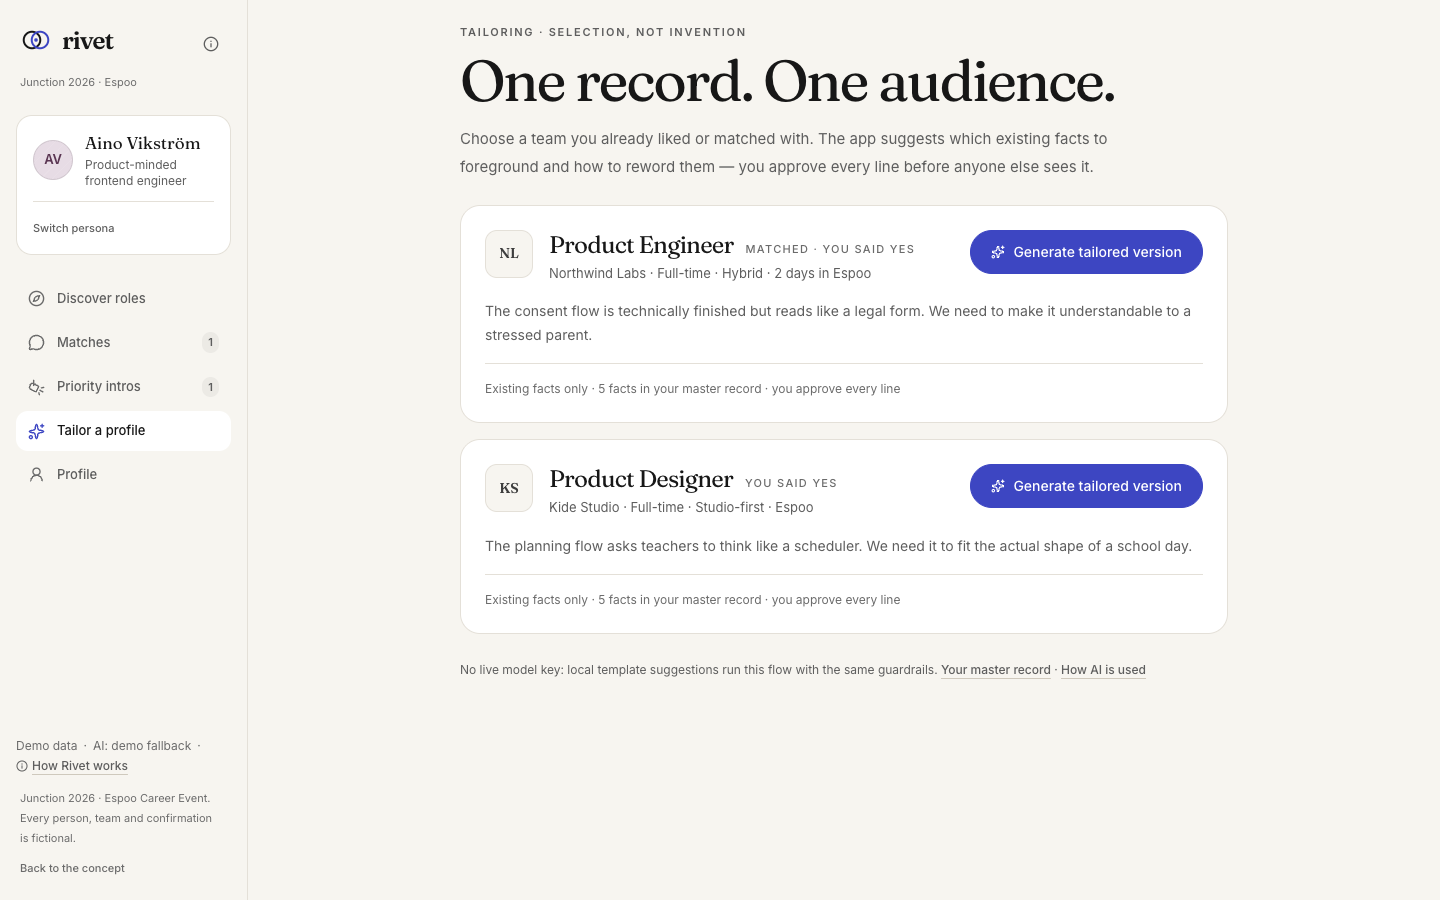 rivet
Junction 2026 · Espoo
AV
Aino Vikström
Product-minded
frontend engineer
Switch persona
Discover roles
Matches 1
Priority intros 1
Tailor a profile
Profile
Demo data · AI: demo fallback ·
How Rivet works
Junction 2026 · Espoo Career Event.
Every person, team and confirmation
is fictional.
Back to the concept
TAILORING · SELECTION, NOT INVENTION
One record. One audience.
Choose a team you already liked or matched with. The app suggests which existing facts to
foreground and how to reword them — you approve every line before anyone else sees it.
NL
Product Engineer MATCHED · YOU SAID YES
Northwind Labs · Full-time · Hybrid · 2 days in Espoo
Generate tailored version
The consent flow is technically finished but reads like a legal form. We need to make it understandable to a
stressed parent.
Existing facts only · 5 facts in your master record · you approve every line
KS
Product Designer YOU SAID YES
Kide Studio · Full-time · Studio-first · Espoo
Generate tailored version
The planning flow asks teachers to think like a scheduler. We need it to fit the actual shape of a school day.
Existing facts only · 5 facts in your master record · you approve every line
No live model key: local template suggestions run this flow with the same guardrails. Your master record · How AI is used